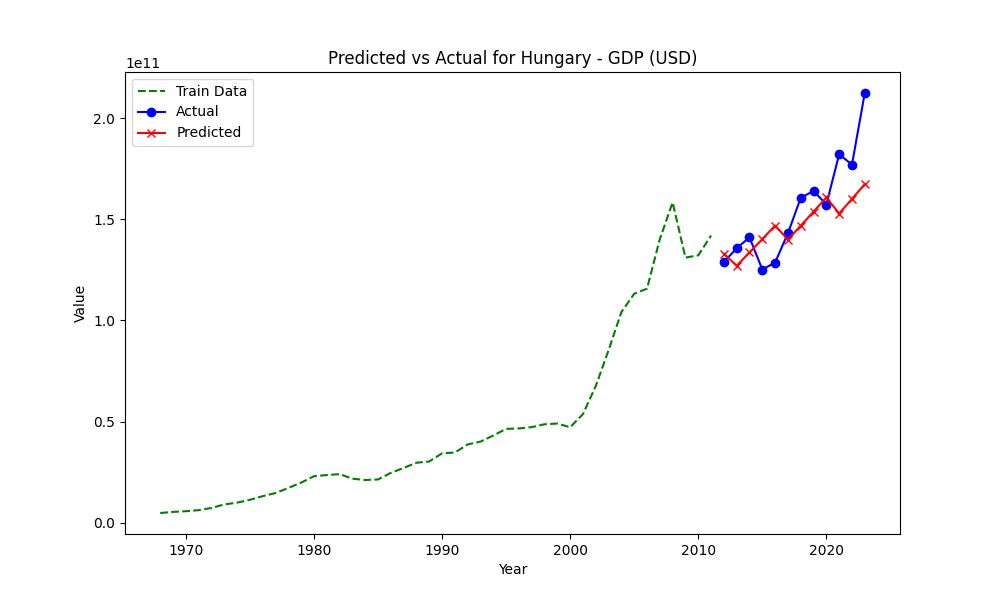 Predicted vs Actual for Hungary - GDP (USD)
1e11
Train Data
Actual
Predicted
2.0
1.5
1.0
0.5
0.0
Value
1970
1980
1990
2000
2010
2020
Year